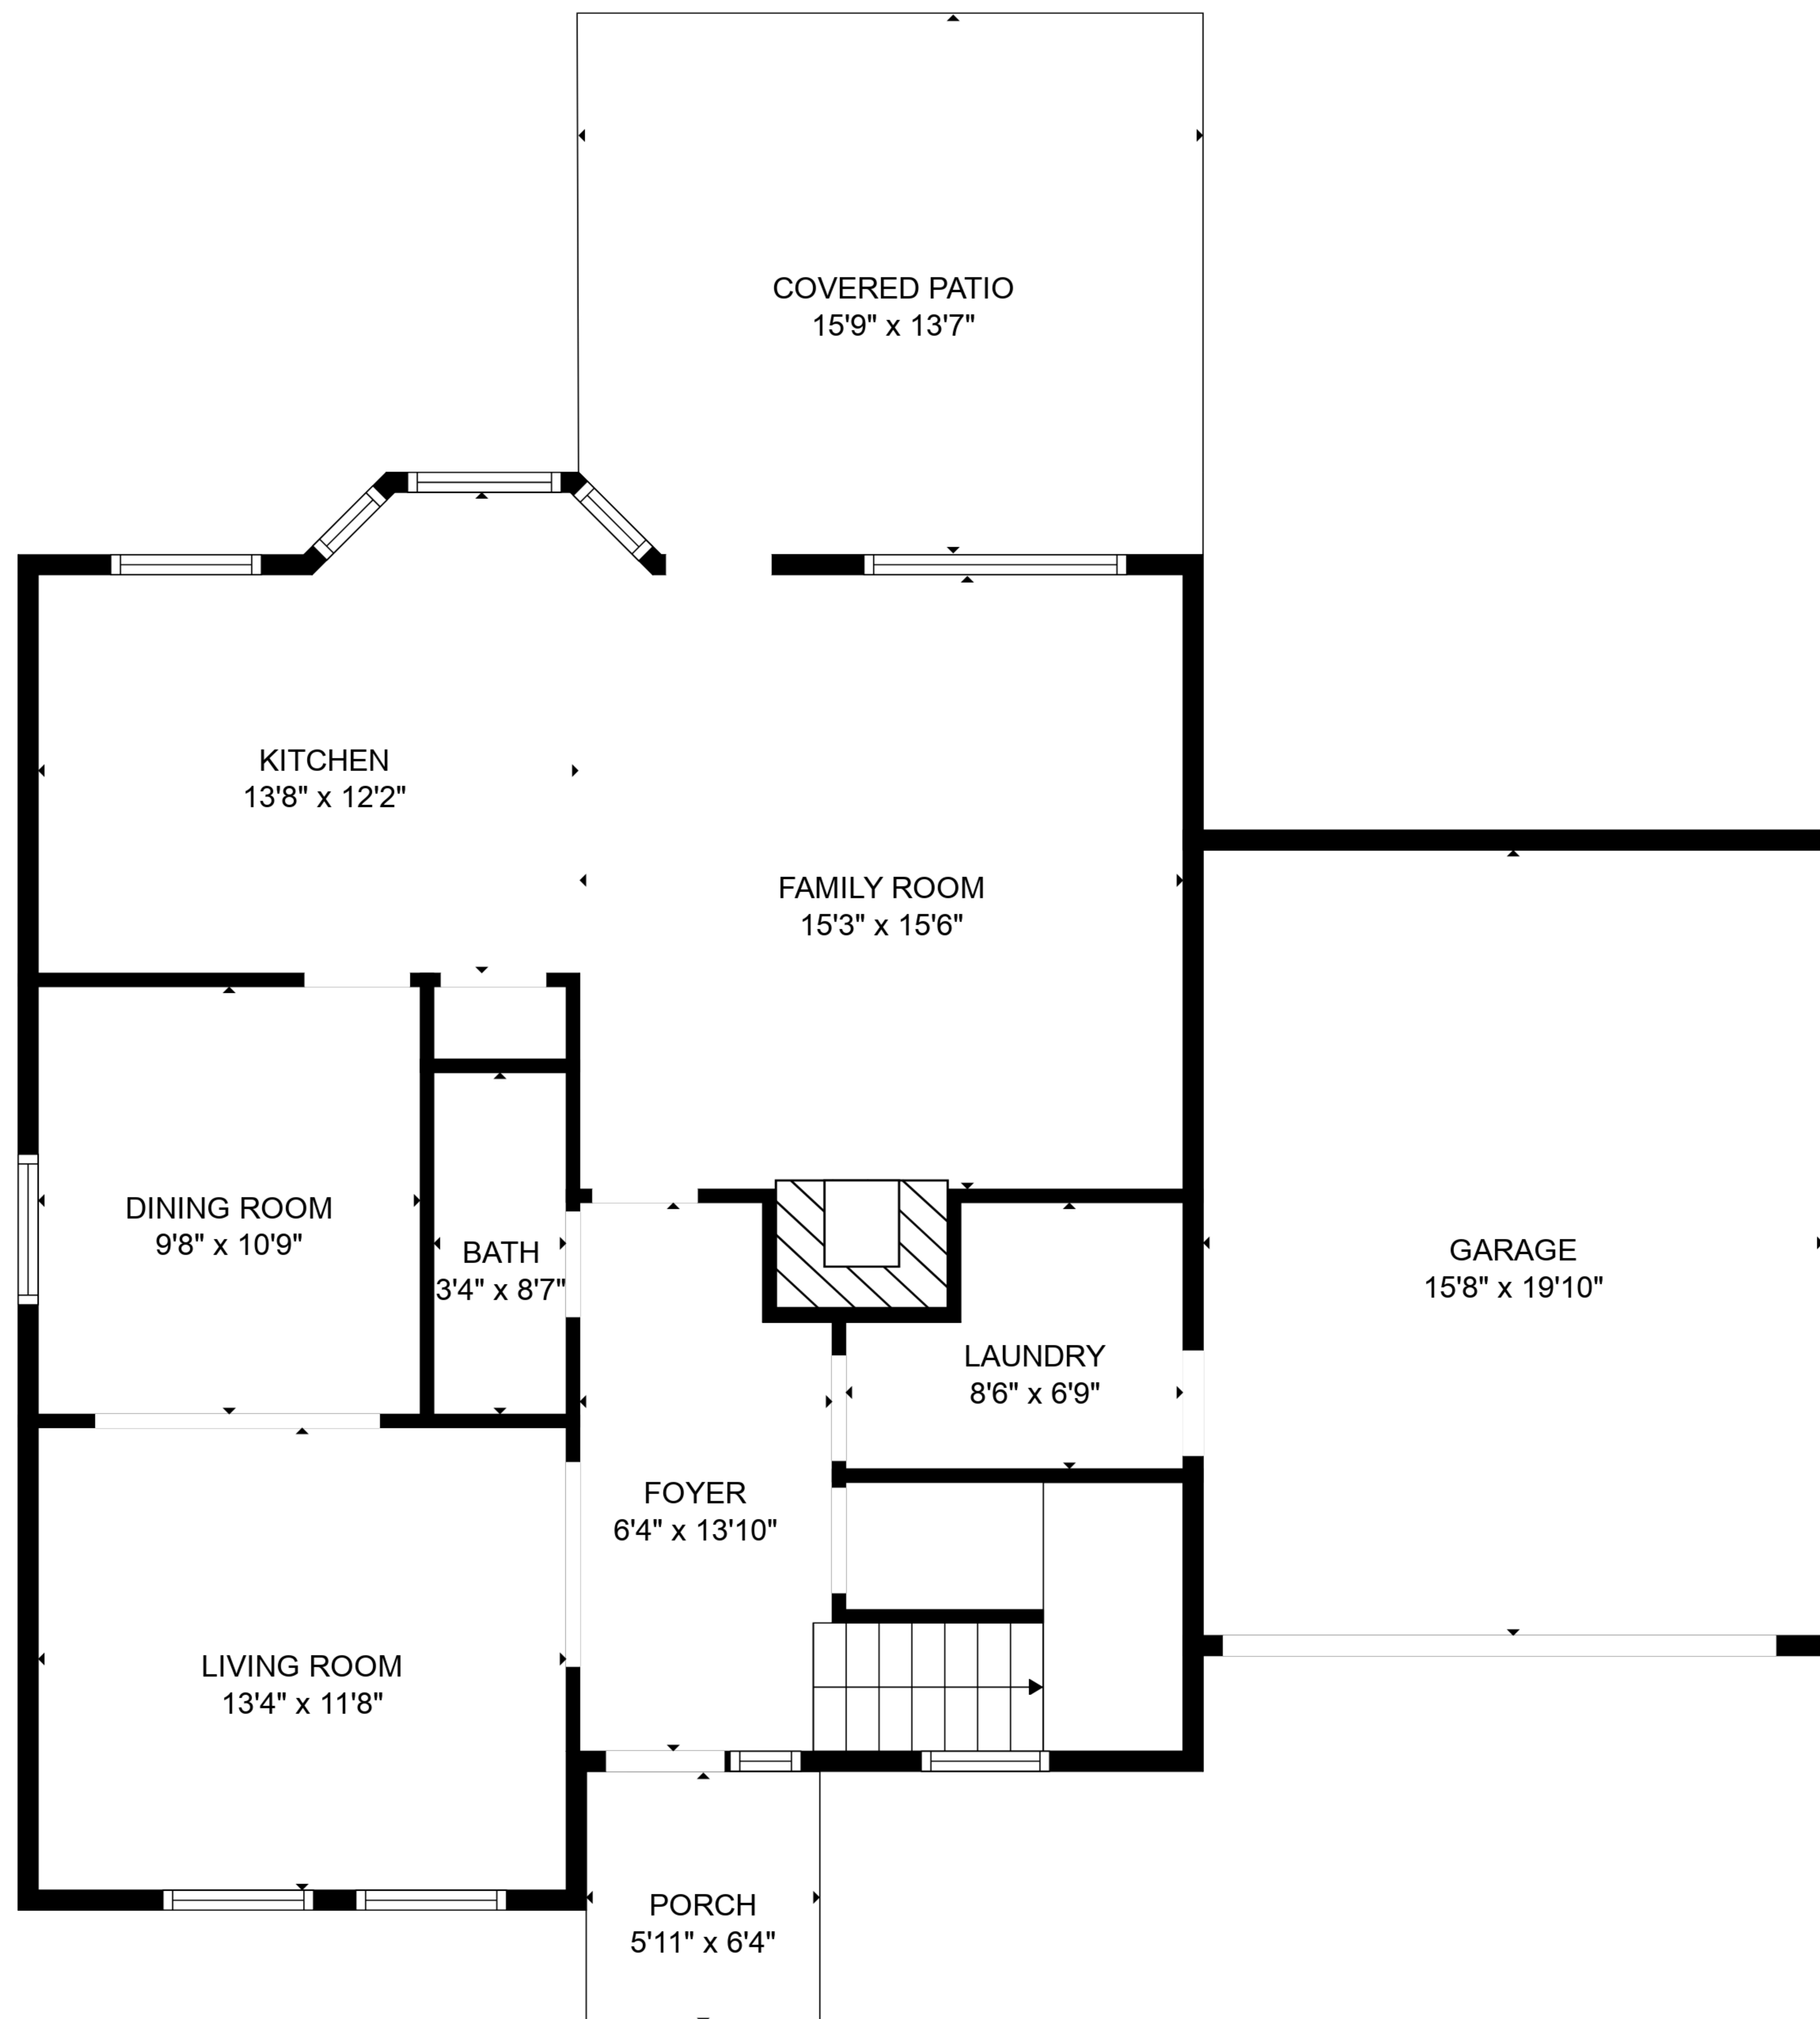 COVERED PATIO
15'9" x 13'7"
KITCHEN
13'8" x 12'2"
FAMILY ROOM
15'3" x 15'6"
DINING ROOM
9'8" x 10'9"
BATH
3'4" x 8'7"
GARAGE
15'8" x 19'10"
LAUNDRY
8'6" x 6'9"
FOYER
6'4" x 13'10"
LIVING ROOM
13'4" x 11'8"
PORCH
5'11" x 6'4"